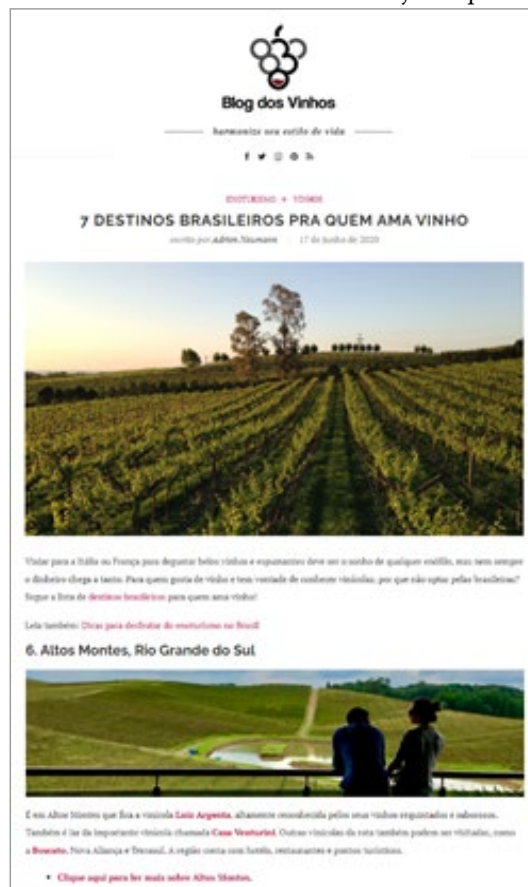 Blog dos Vinhos
harmonize seu estilo de vida
ENOTURISMO VINHOS
7 DESTINOS BRASILEIROS PRA QUEM AMA VINHO
escrito por Adrien Neumann 17 de junho de 2020
Viajar para a Itália ou França para degustar belos vinhos e espumantes deve ser o sonho de qualquer enófilo, mas nem sempre
o dinheiro chega a tanto. Para quem gosta de vinho e tem vontade de conhecer vinícolas, por que não optar pelas brasileiras?
Segue a lista de destinos brasileiros para quem ama vinho!
Leia também: Dicas para desfrutar do enoturismo no Brasil
6. Altos Montes, Rio Grande do Sul
É em Altos Montes que fica a vinícola Luiz Argenta, altamente reconhecida pelos seus vinhos requintados e saborosos.
Também é lar da importante vinícola chamada Casa Venturini. Outras vinícolas da rota também podem ser visitadas, como
a Boscato, Nova Aliança e Terrasul. A região conta com hotéis, restaurantes e pontos turísticos.
• Clique aqui para ler mais sobre Altos Montes.